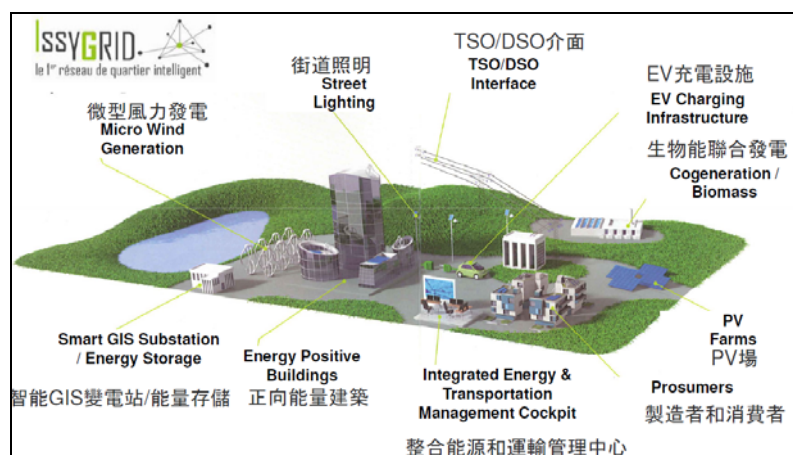 IssyGRID
le 1er réseau de quartier intelligent
微型風力發電
Micro Wind
Generation
街道照明
Street
Lighting
TSO/DSO介面
TSO/DSO
Interface
EV充電設施
EV Charging
Infrastructure
生物能聯合發電
Cogeneration /
Biomass
Smart GIS Substation
/ Energy Storage
智能GIS變電站/能量存儲
Energy Positive
Buildings
正向能量建築
Integrated Energy &
Transportation
Management Cockpit
整合能源和運輸管理中心
PV
Farms
PV場
Prosumers
製造者和消費者